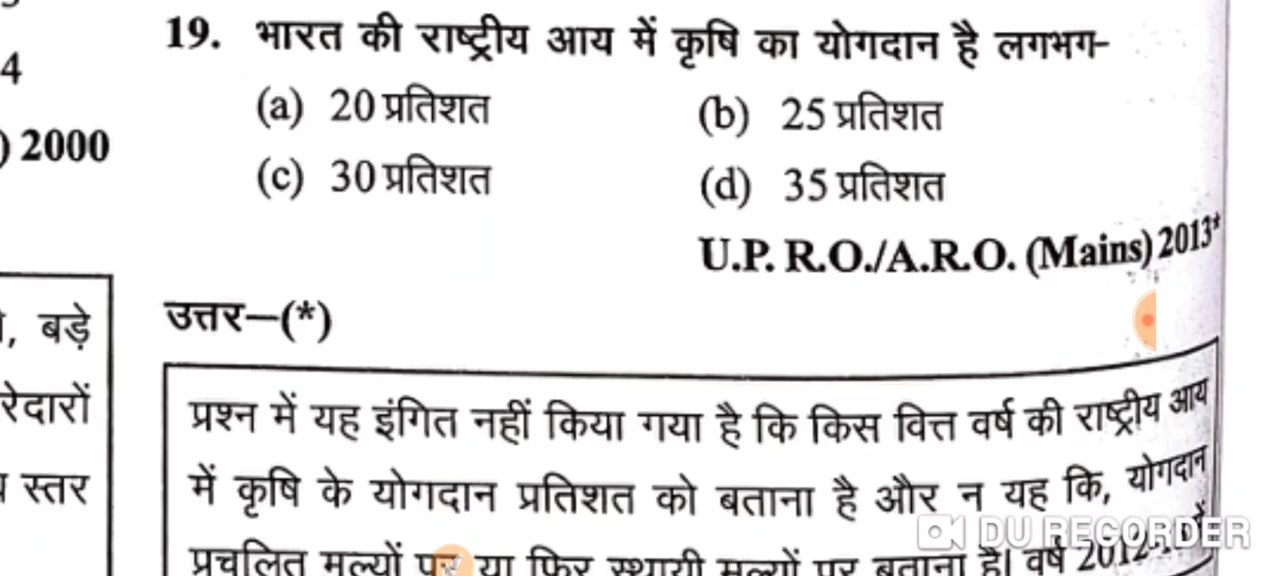 4
) 2000
, बड़े
रेदारों
स्तर
19. भारत की राष्ट्रीय आय में कृषि का योगदान है लगभग-
(a) 20 प्रतिशत (b) 25 प्रतिशत
(c) 30 प्रतिशत (d) 35 प्रतिशत
U.P. R.O./A.R.O. (Mains) 2013*
उत्तर—(*)
प्रश्न में यह इंगित नहीं किया गया है कि किस वित्त वर्ष की राष्ट्रीय आय
में कृषि के योगदान प्रतिशत को बताना है और न यह कि, योगदान
प्रचलित मूल्यों पर या फिर स्थायी मूल्यों पर बताना है। वर्ष में
DU RECORDER